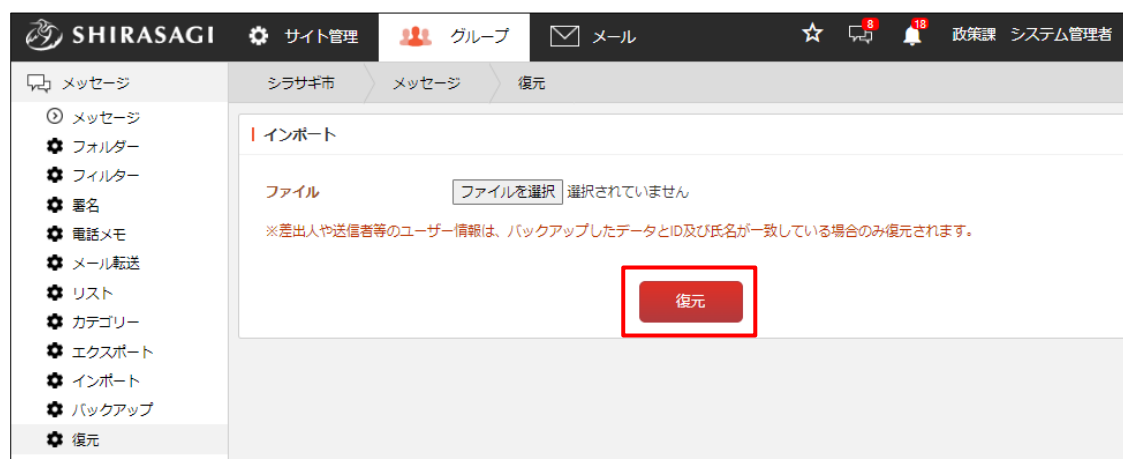 SHIRASAGI サイト管理 グループ メール 8 18 政策課 システム管理者
メッセージ シラサギ市 メッセージ 復元
メッセージ
フォルダー
フィルター
署名
電話メモ
メール転送
リスト
カテゴリー
エクスポート
インポート
バックアップ
復元
インポート
ファイル ファイルを選択 選択されていません
※差出人や送信者等のユーザー情報は、バックアップしたデータとID及び氏名が一致している場合のみ復元されます。
復元